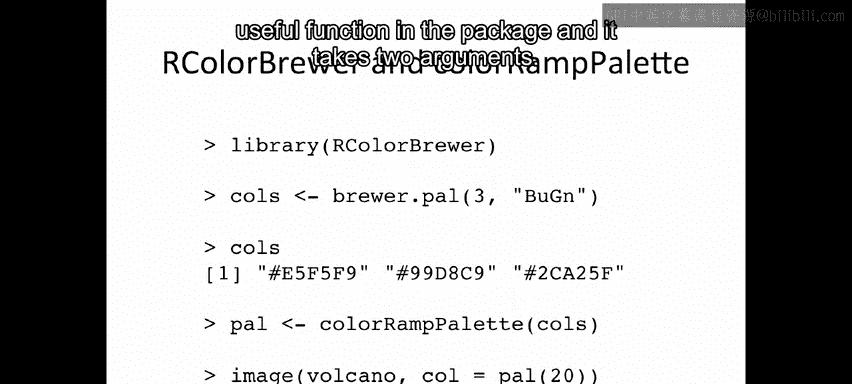 useful function in the package and it
takes two arguments.
RColorBrewer and colorRampPalette
> library(RColorBrewer)
> cols <- brewer.pal(3, "BuGn")
> cols
[1] "#E5F5F9" "#99D8C9" "#2CA25F"
> pal <- colorRampPalette(cols)
> image(volcano, col = pal(20))